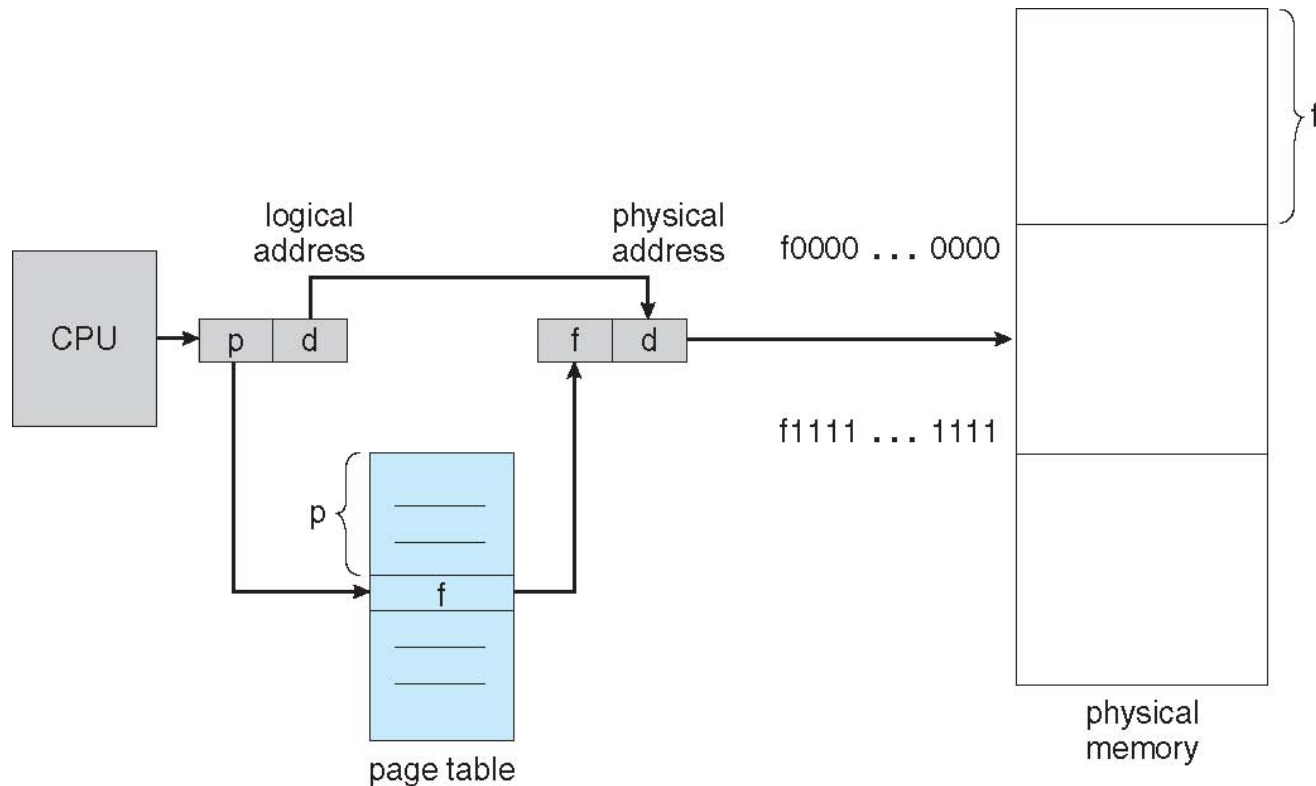 f
logical
address
physical
address
f0000 ... 0000
CPU
p
d
f
d
f1111 ... 1111
p
f
page table
physical
memory